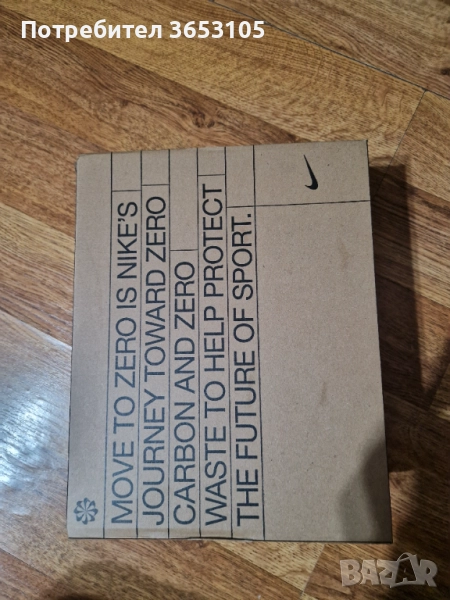 Потребител 3653105
MOVE TO ZERO IS NIKE'S
JOURNEY TOWARD ZERO
CARBON AND ZERO
WASTE TO HELP PROTECT
THE FUTURE OF SPORT.
BAZAR